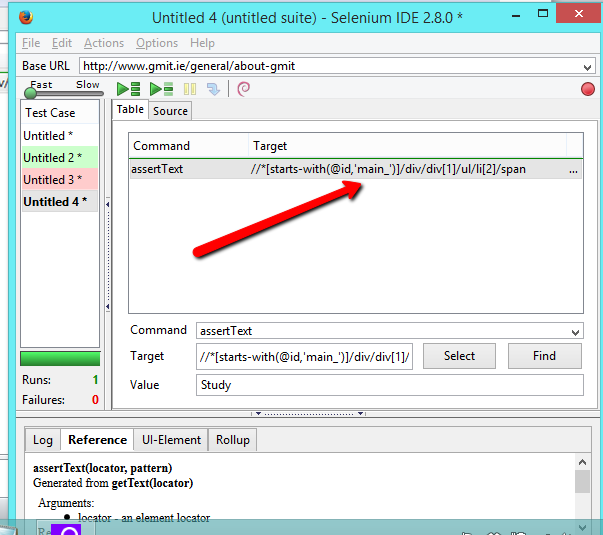 Untitled 4 (untitled suite) - Selenium IDE 2.8.0 *
File Edit Actions Options Help
Base URL http://www.gmit.ie/general/about-gmit
Fast Slow
Test Case
Untitled *
Untitled 2 *
Untitled 3 *
Untitled 4 *
Runs: 1
Failures: 0
Table Source
Command Target
assertText //*[starts-with(@id,'main_')]/div/div[1]/ul/li[2]/span ...
Command assertText
Target //*[starts-with(@id,'main_')]/div/div[1]/ Select Find
Value Study
Log Reference UI-Element Rollup
assertText(locator, pattern)
Generated from getText(locator)
Arguments:
locator - an element locator